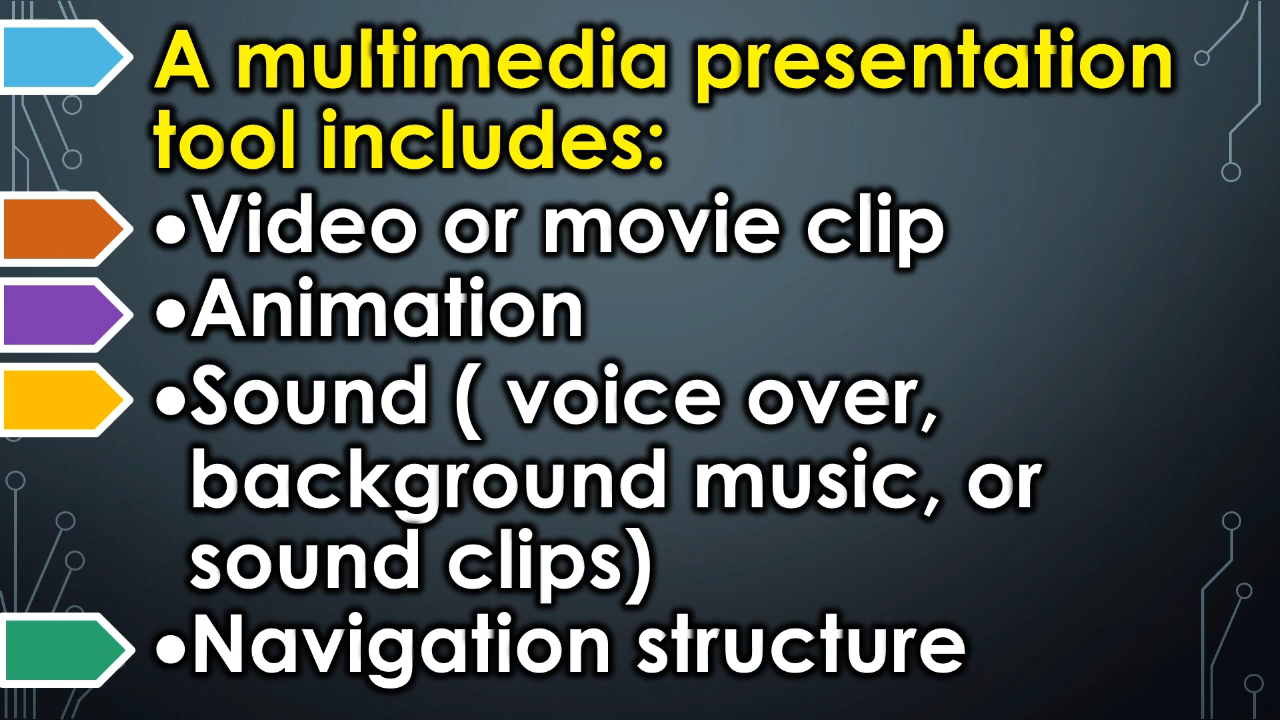 A multimedia presentation
tool includes:
•Video or movie clip
•Animation
•Sound ( voice over,
background music, or
sound clips)
•Navigation structure